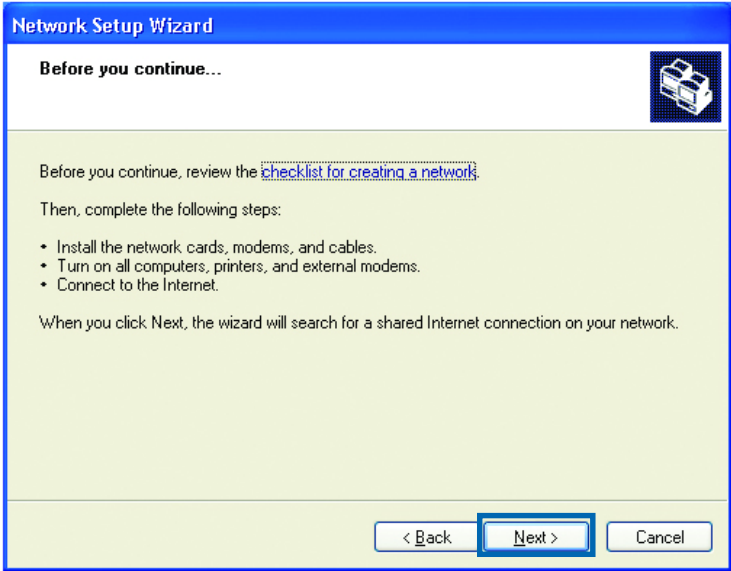 Network Setup Wizard
Before you continue...
Before you continue, review the checklist for creating a network.
Then, complete the following steps:
• Install the network cards, modems, and cables.
• Turn on all computers, printers, and external modems.
• Connect to the Internet.
When you click Next, the wizard will search for a shared Internet connection on your network.
< Back Next > Cancel